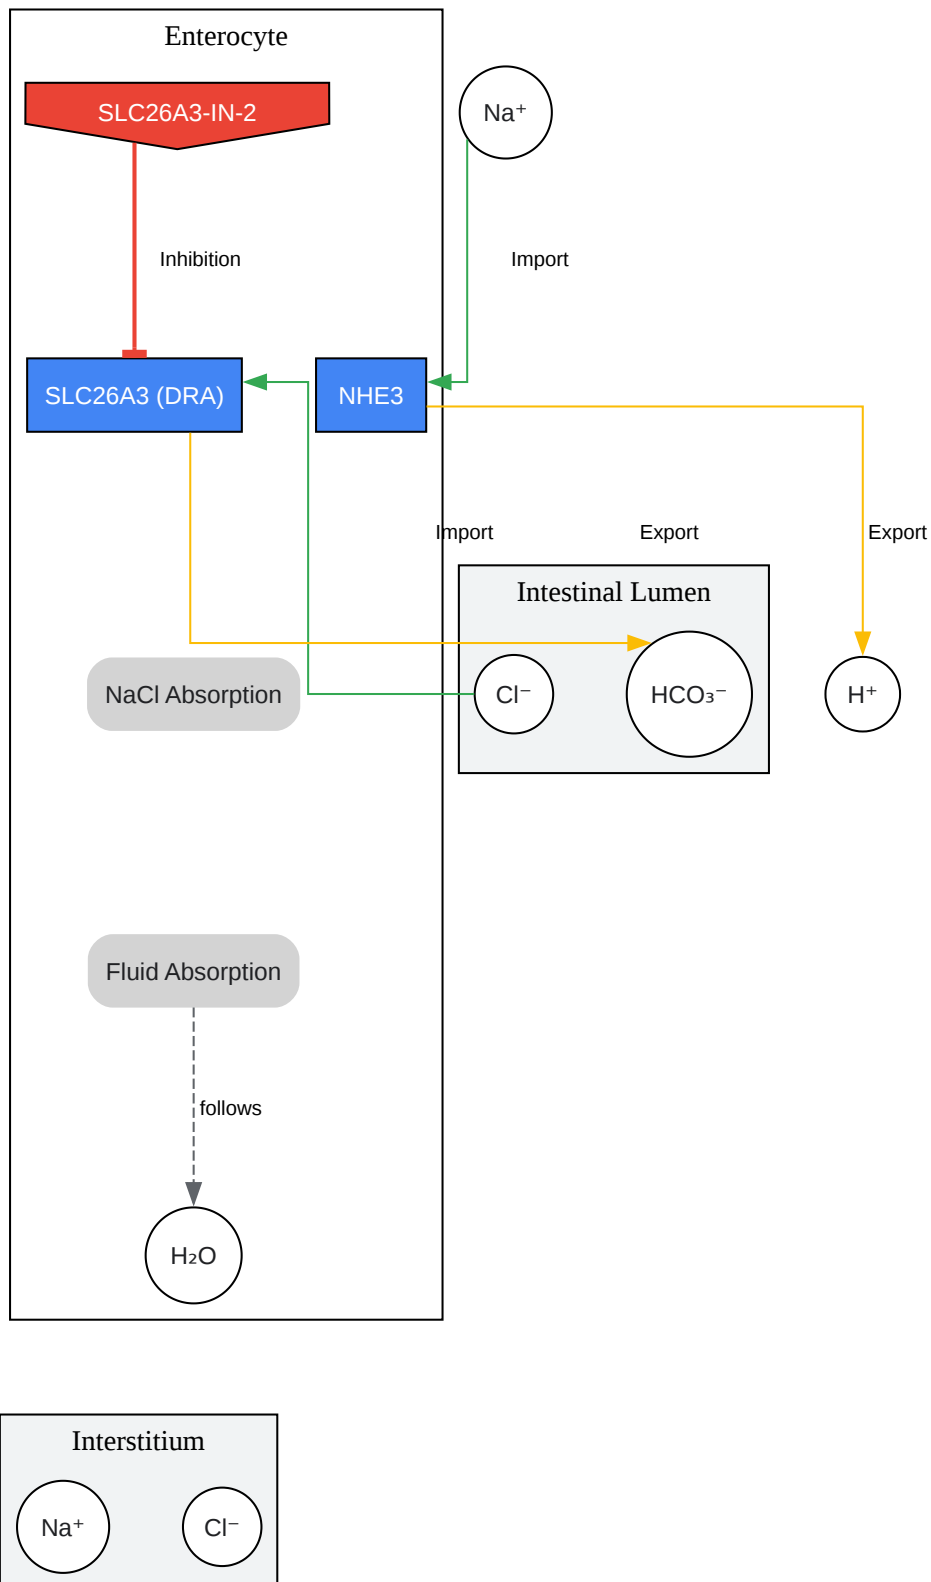 Enterocyte
SLC26A3-IN-2
Na⁺
Inhibition
Import
SLC26A3 (DRA)
NHE3
Import
Export
Export
Intestinal Lumen
NaCl Absorption
Cl⁻
HCO₃⁻
H⁺
Fluid Absorption
follows
H₂O
Interstitium
Na⁺
Cl⁻